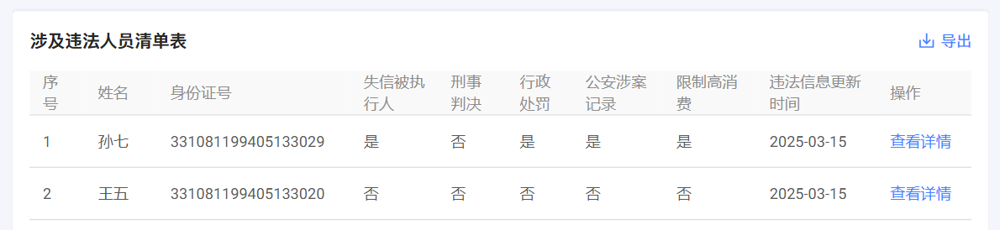 涉及违法人员清单表 导出
序号 姓名 身份证号 失信被执行人 刑事判决 行政处罚 公安涉案记录 限制高消费 违法信息更新时间 操作
1 孙七 331081199405133029 是 否 是 是 是 2025-03-15 查看详情
2 王五 331081199405133020 否 否 否 否 否 2025-03-15 查看详情